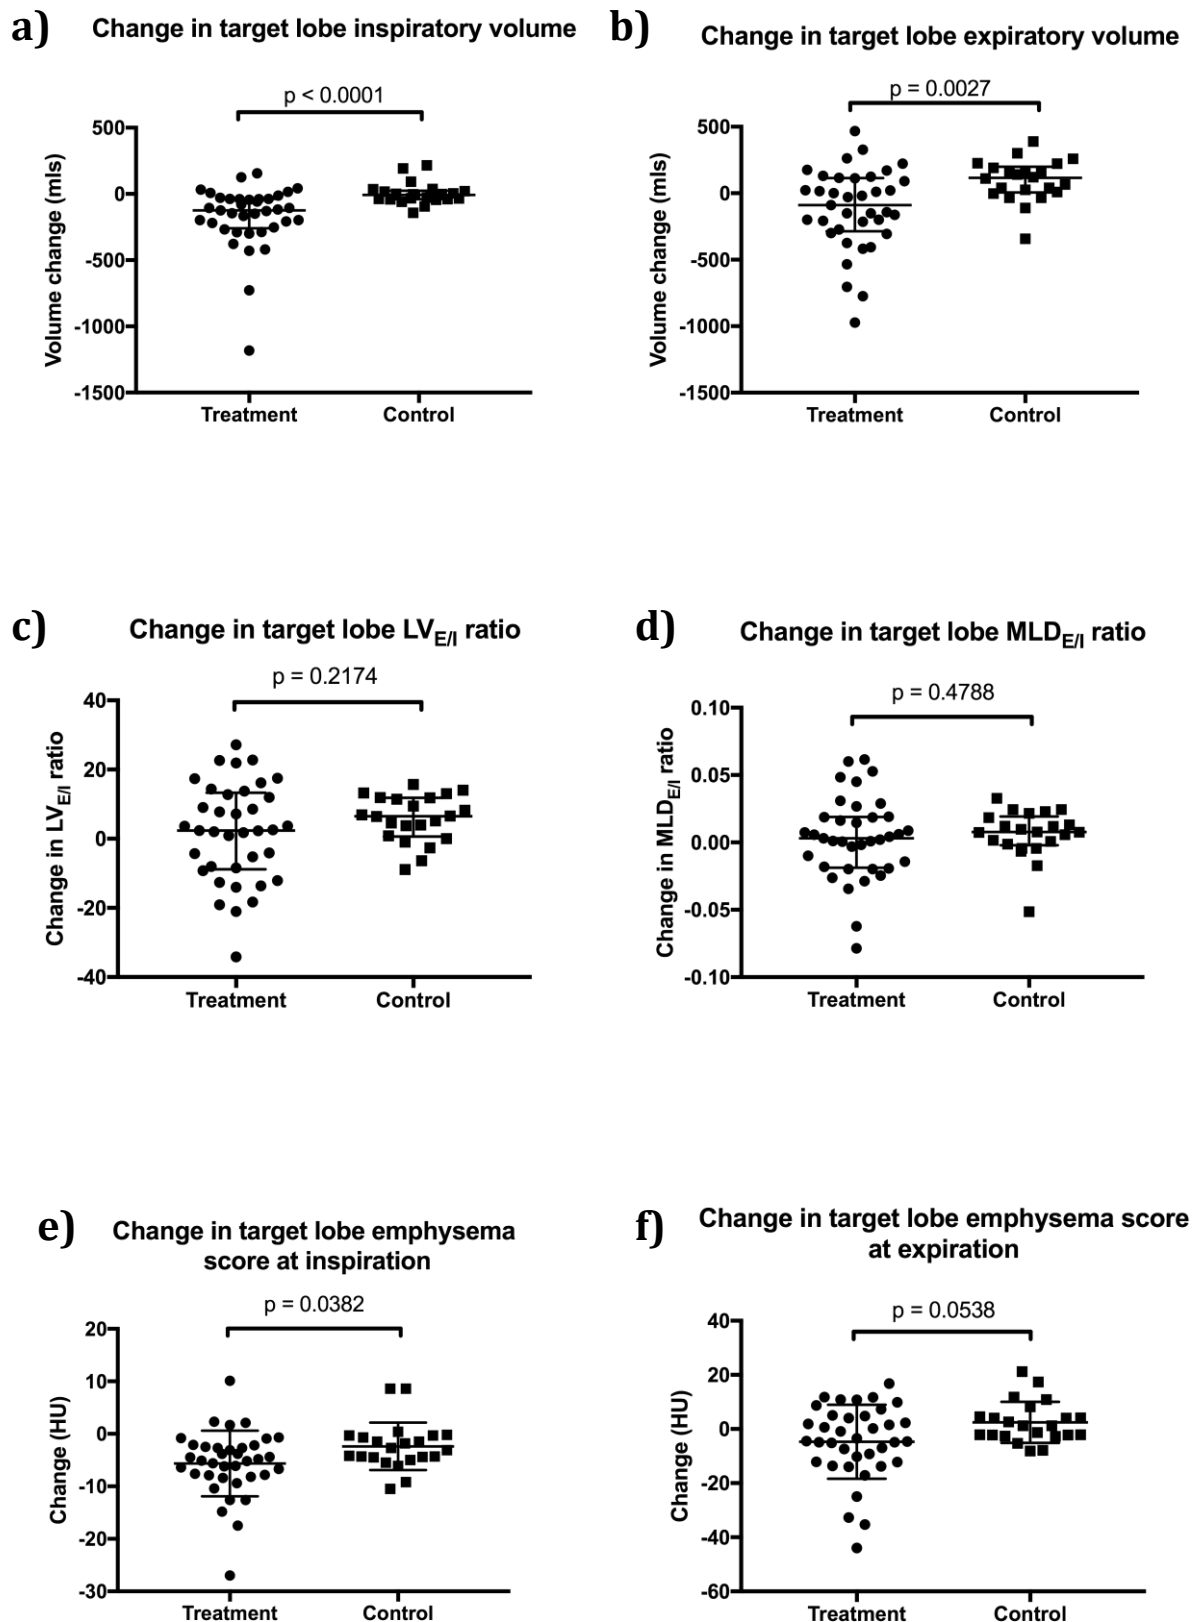 a) Change in target lobe inspiratory volume
p < 0.0001
Volume change (mls)
500
0
-500
-1000
-1500
Treatment Control
b) Change in target lobe expiratory volume
p = 0.0027
Volume change (mls)
500
0
-500
-1000
-1500
Treatment Control
c) Change in target lobe LVE/I ratio
p = 0.2174
Change in LVE/I ratio
40
20
0
-20
-40
Treatment Control
d) Change in target lobe MLDE/I ratio
p = 0.4788
Change in MLDE/I ratio
0.10
0.05
0.00
-0.05
-0.10
Treatment Control
e) Change in target lobe emphysema
score at inspiration
p = 0.0382
Change (HU)
20
10
0
-10
-20
-30
Treatment Control
f) Change in target lobe emphysema score
at expiration
p = 0.0538
Change (HU)
40
20
0
-20
-40
-60
Treatment Control